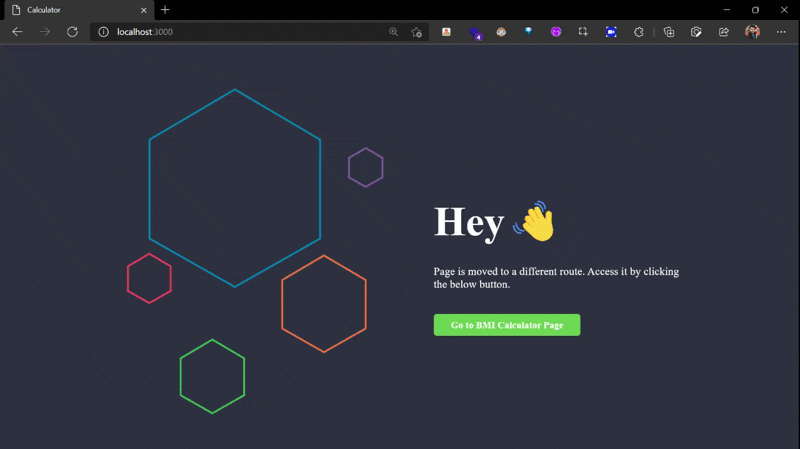 Calculator
localhost:3000
4
Hey 👋
Page is moved to a different route. Access it by clicking
the below button.
Go to BMI Calculator Page